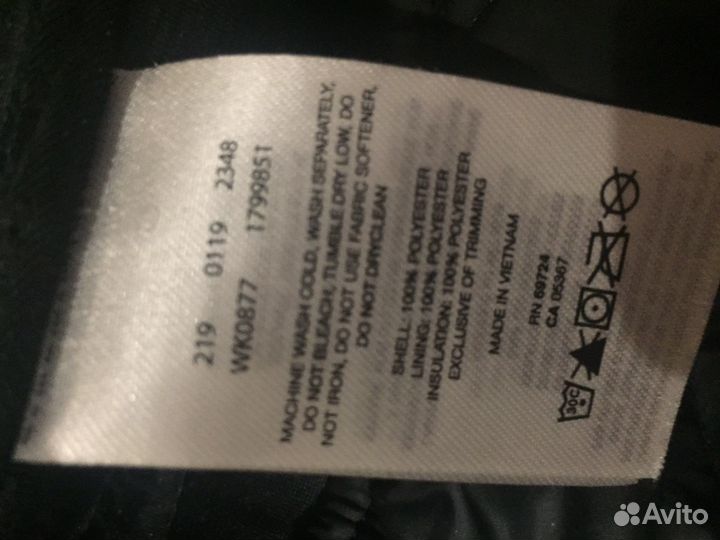 219 0119 2348
WK0877 1799851
MACHINE WASH COLD, WASH SEPARATELY,
DO NOT BLEACH, TUMBLE DRY LOW, DO
NOT IRON, DO NOT USE FABRIC SOFTENER,
DO NOT DRYCLEAN
SHELL: 100% POLYESTER
LINING: 100% POLYESTER
INSULATION: 100% POLYESTER
EXCLUSIVE OF TRIMMING
MADE IN VIETNAM
RN 69724
CA 05367
30C
Avito